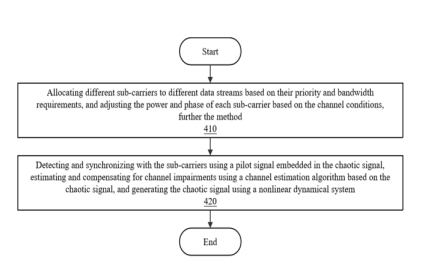 Start
Allocating different sub-carriers to different data streams based on their priority and bandwidth
requirements, and adjusting the power and phase of each sub-carrier based on the channel conditions,
further the method
410
Detecting and synchronizing with the sub-carriers using a pilot signal embedded in the chaotic signal,
estimating and compensating for channel impairments using a channel estimation algorithm based on the
chaotic signal, and generating the chaotic signal using a nonlinear dynamical system
420
End